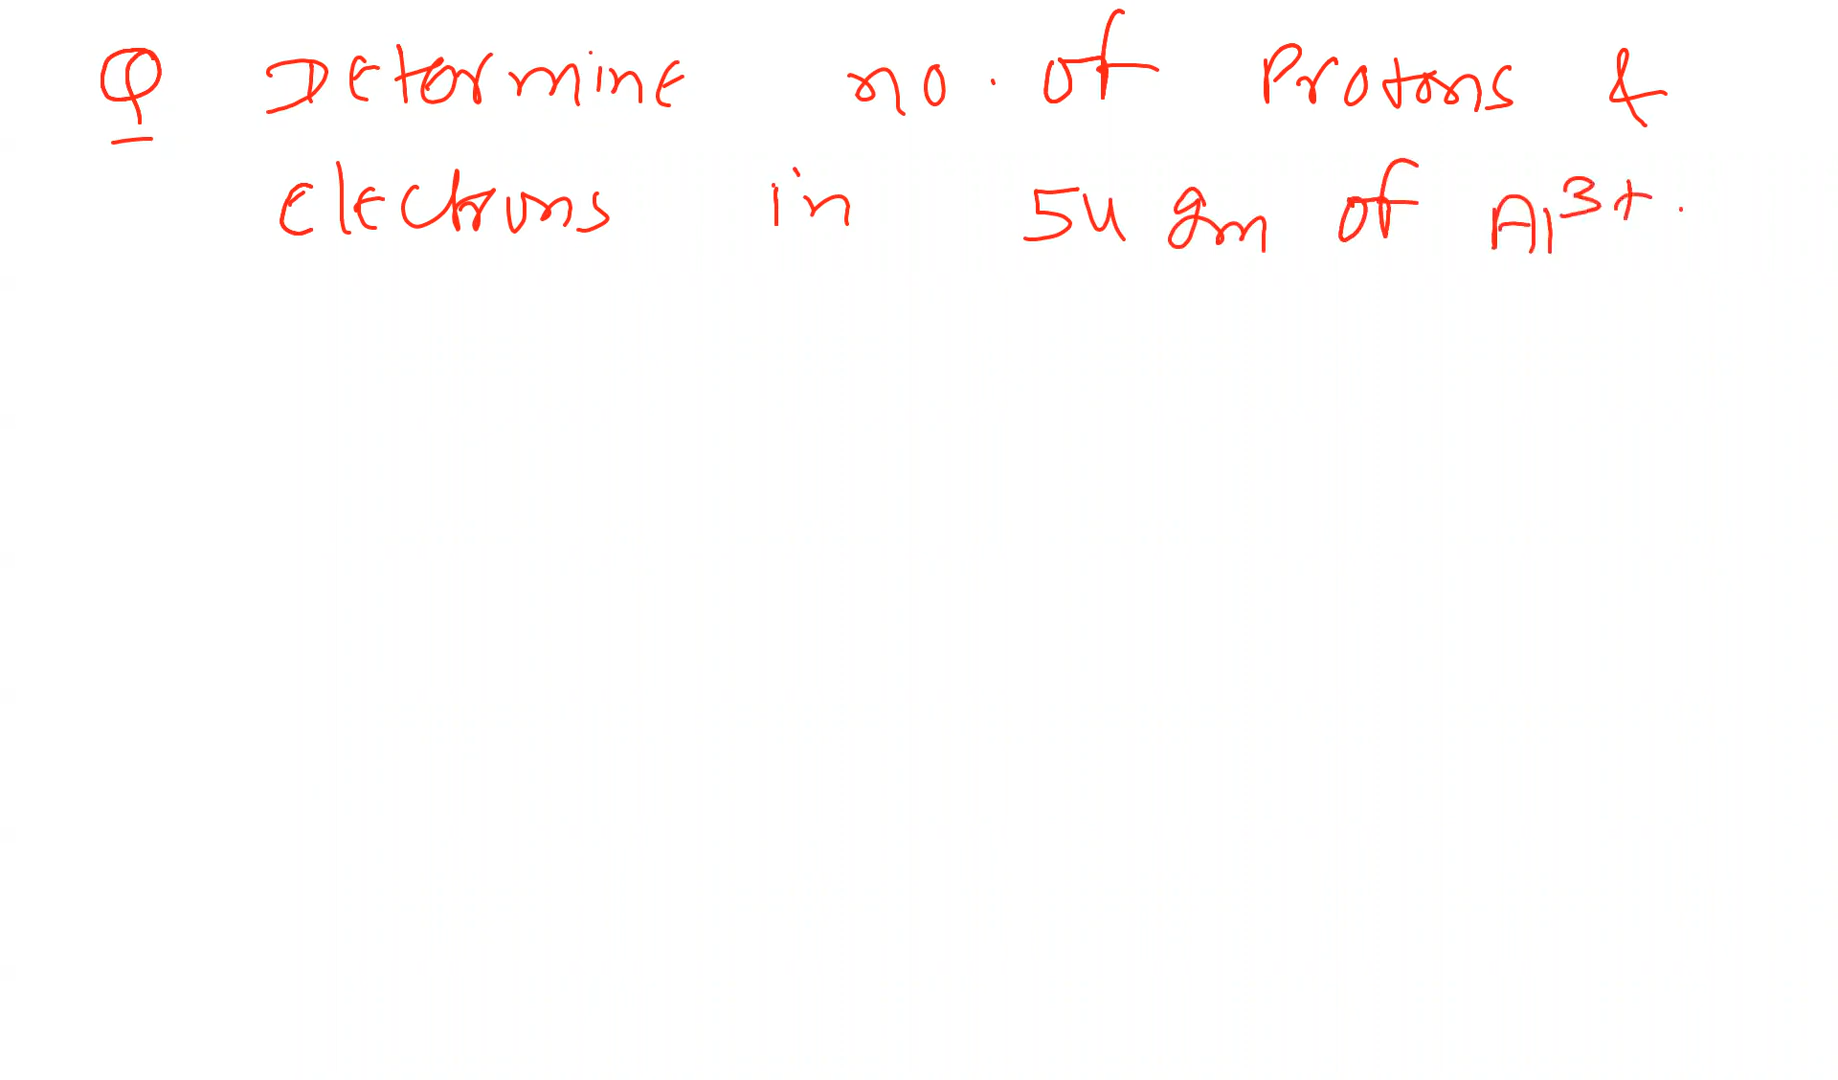 Q Determine no. of Protons &
electrons in 54 gm of Al³⁺.